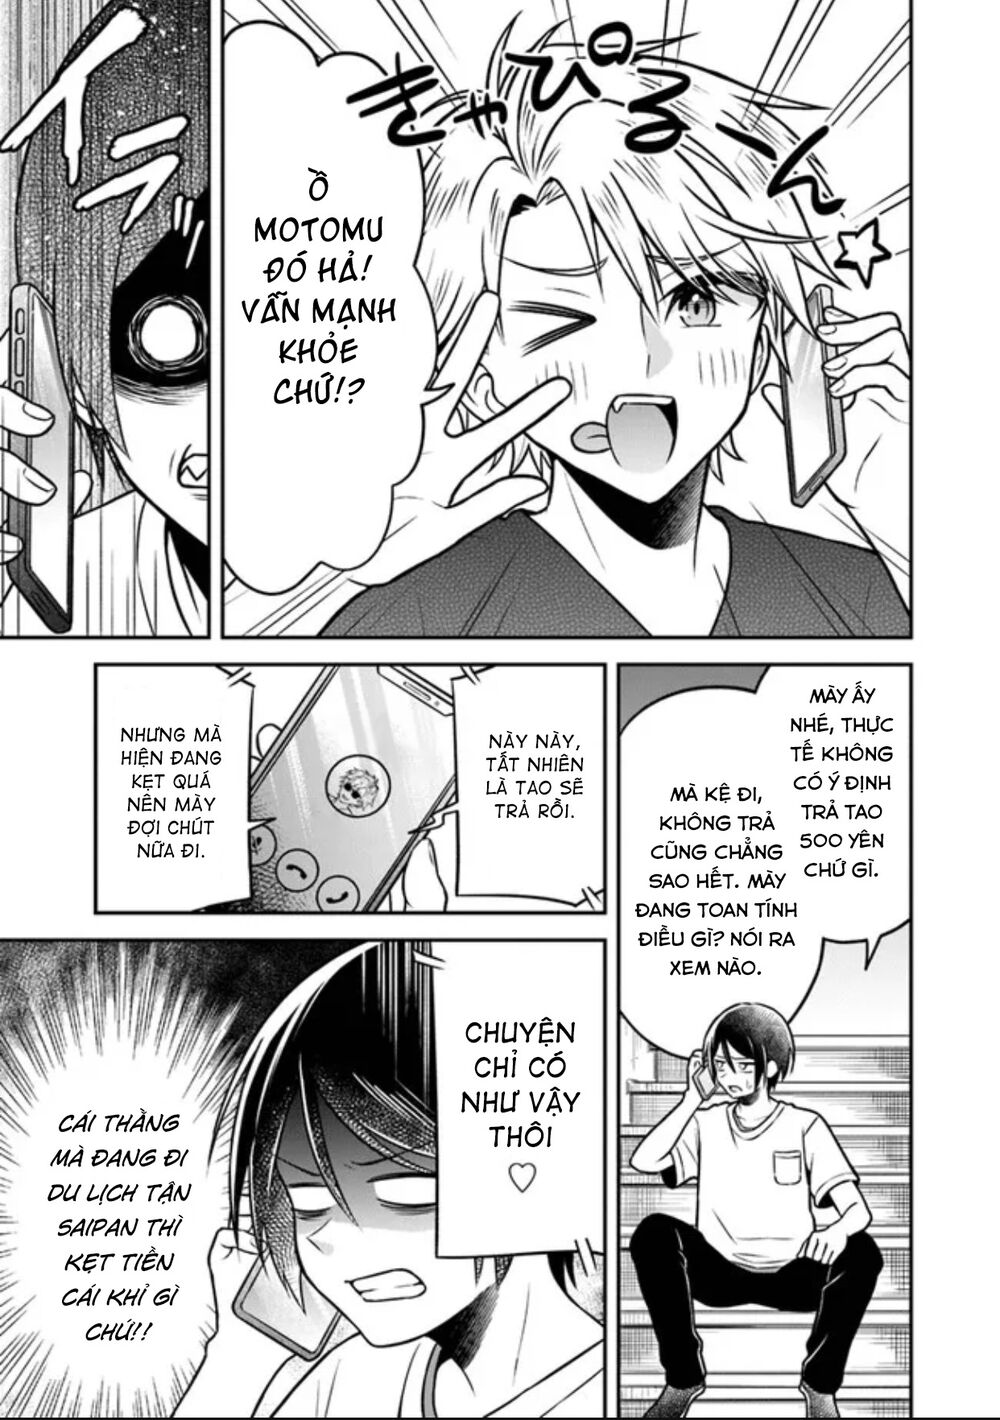 きゃぴるーん
Ồ
MOTOMU
ĐÓ HẢ!
VẪN MẠNH
KHỎE
CHỨ!?
イラァ
MÀY ẤY
NHÉ, THỰC
TẾ KHÔNG
CÓ Ý ĐỊNH
TRẢ TAO
500 YÊN
CHỨ GÌ.
MÀ KỆ ĐI,
KHÔNG TRẢ
CŨNG CHẲNG
SAO HẾT. MÀY
ĐANG TOAN TÍNH
ĐIỀU GÌ? NÓI RA
XEM NÀO.
NÀY NÀY,
TẤT NHIÊN
LÀ TAO SẼ
TRẢ RỒI.
NHƯNG MÀ
HIỆN ĐANG
KẸT QUÁ
NÊN MÀY
ĐỢI CHÚT
NỮA ĐI.
CHUYỆN
CHỈ CÓ
NHƯ VẬY
THÔI
♡
CÁI THẰNG
MÀ ĐANG ĐI
DU LỊCH TẬN
SAIPAN THÌ
KẸT TIỀN
CÁI KHỈ GÌ
CHỨ!!